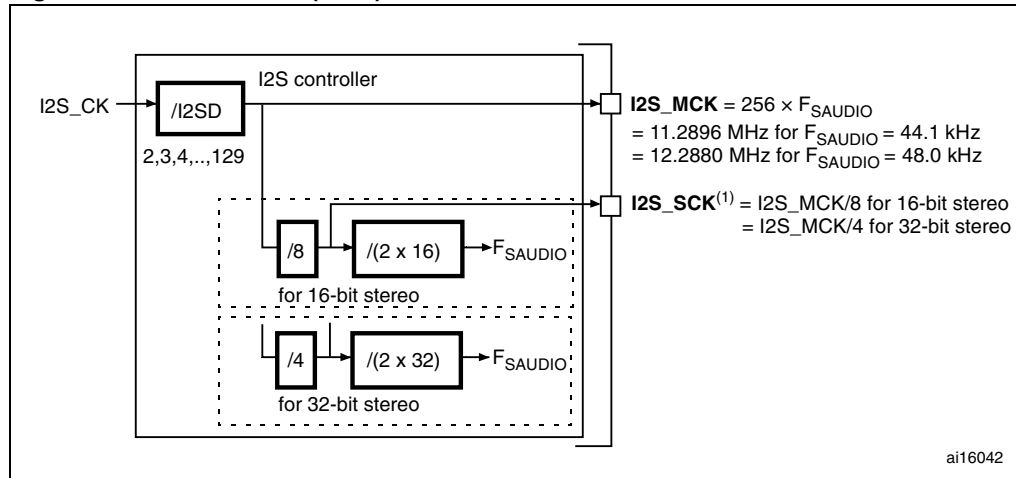 I2S controller
I2S_CK
/I2SD
2,3,4,..,129
I2S_MCK = 256 × FSAUDIO
= 11.2896 MHz for FSAUDIO = 44.1 kHz
= 12.2880 MHz for FSAUDIO = 48.0 kHz
I2S_SCK(1) = I2S_MCK/8 for 16-bit stereo
= I2S_MCK/4 for 32-bit stereo
/8
/(2 x 16)
FSAUDIO
for 16-bit stereo
/4
/(2 x 32)
FSAUDIO
for 32-bit stereo
ai16042